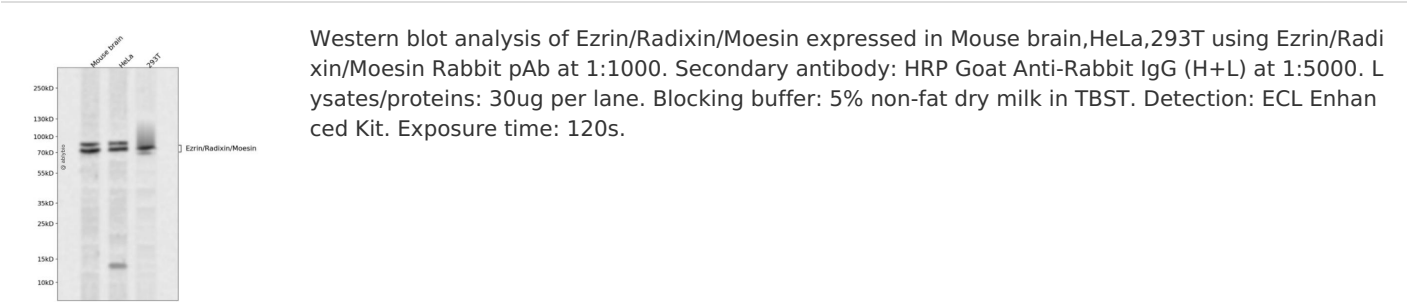 Mouse brain
HeLa
293T
Western blot analysis of Ezrin/Radixin/Moesin expressed in Mouse brain,HeLa,293T using Ezrin/Radi
xin/Moesin Rabbit pAb at 1:1000. Secondary antibody: HRP Goat Anti-Rabbit IgG (H+L) at 1:5000. L
ysates/proteins: 30ug per lane. Blocking buffer: 5% non-fat dry milk in TBST. Detection: ECL Enhan
ced Kit. Exposure time: 120s.
250kD
130kD
100kD
70kD
55kD
35kD
25kD
15kD
10kD
Ezrin/Radixin/Moesin